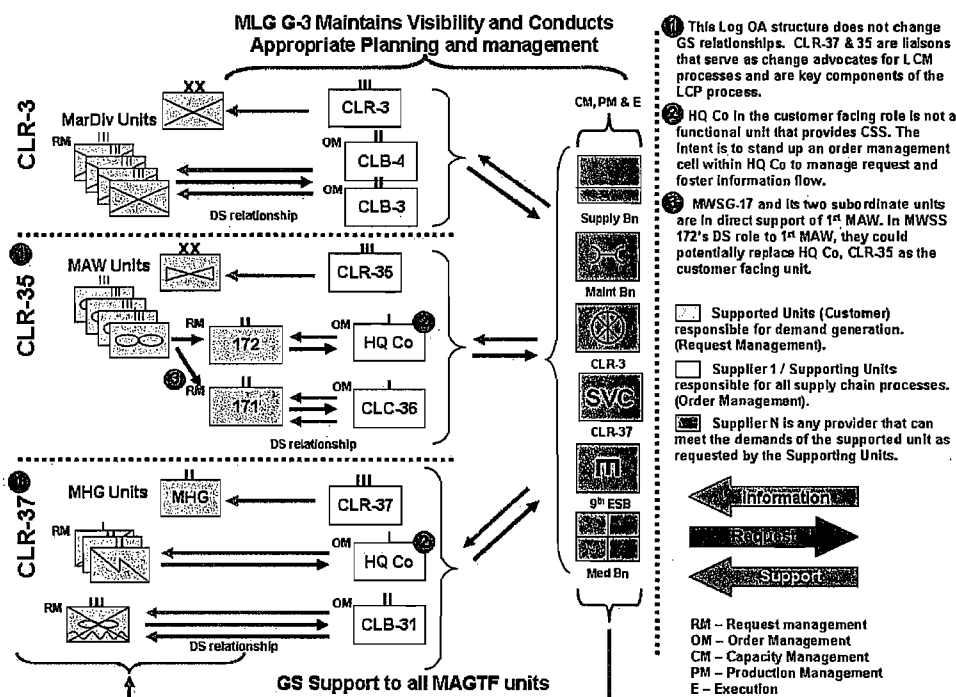 MLG G-3 Maintains Visibility and Conducts
Appropriate Planning and management
CLR-3
XX
MarDiv Units
RM
III
III
CLR-3
OM
II
CLB-4
OM
II
CLB-3
DS relationship
1
CLR-35
XX
MAW Units
III
III
CLR-35
RM
II
172
OM
I
HQ Co
2
3
RM
II
171
OM
I
CLC-36
DS relationship
1
CLR-37
MHG Units
II
MHG
III
CLR-37
RM
I
OM
I
HQ Co
2
RM
III
OM
II
CLB-31
DS relationship
GS Support to all MAGTF units
CM, PM & E
Supply Bn
Maint Bn
CLR-3
SVC
CLR-37
9th ESB
Med Bn
1 This Log OA structure does not change
GS relationships. CLR-37 & 35 are liaisons
that serve as change advocates for LCM
processes and are key components of the
LCP process.
2 HQ Co in the customer facing role is not a
functional unit that provides CSS. The
intent is to stand up an order management
cell within HQ Co to manage request and
foster information flow.
3 MWSG-17 and its two subordinate units
are in direct support of 1st MAW. In MWSS
172's DS role to 1st MAW, they could
potentially replace HQ Co, CLR-35 as the
customer facing unit.
Supported Units (Customer)
responsible for demand generation.
(Request Management).
Supplier 1 / Supporting Units
responsible for all supply chain processes.
(Order Management).
Supplier N is any provider that can
meet the demands of the supported unit as
requested by the Supporting Units.
Information
Request
Support
RM – Request management
OM – Order Management
CM – Capacity Management
PM – Production Management
E – Execution